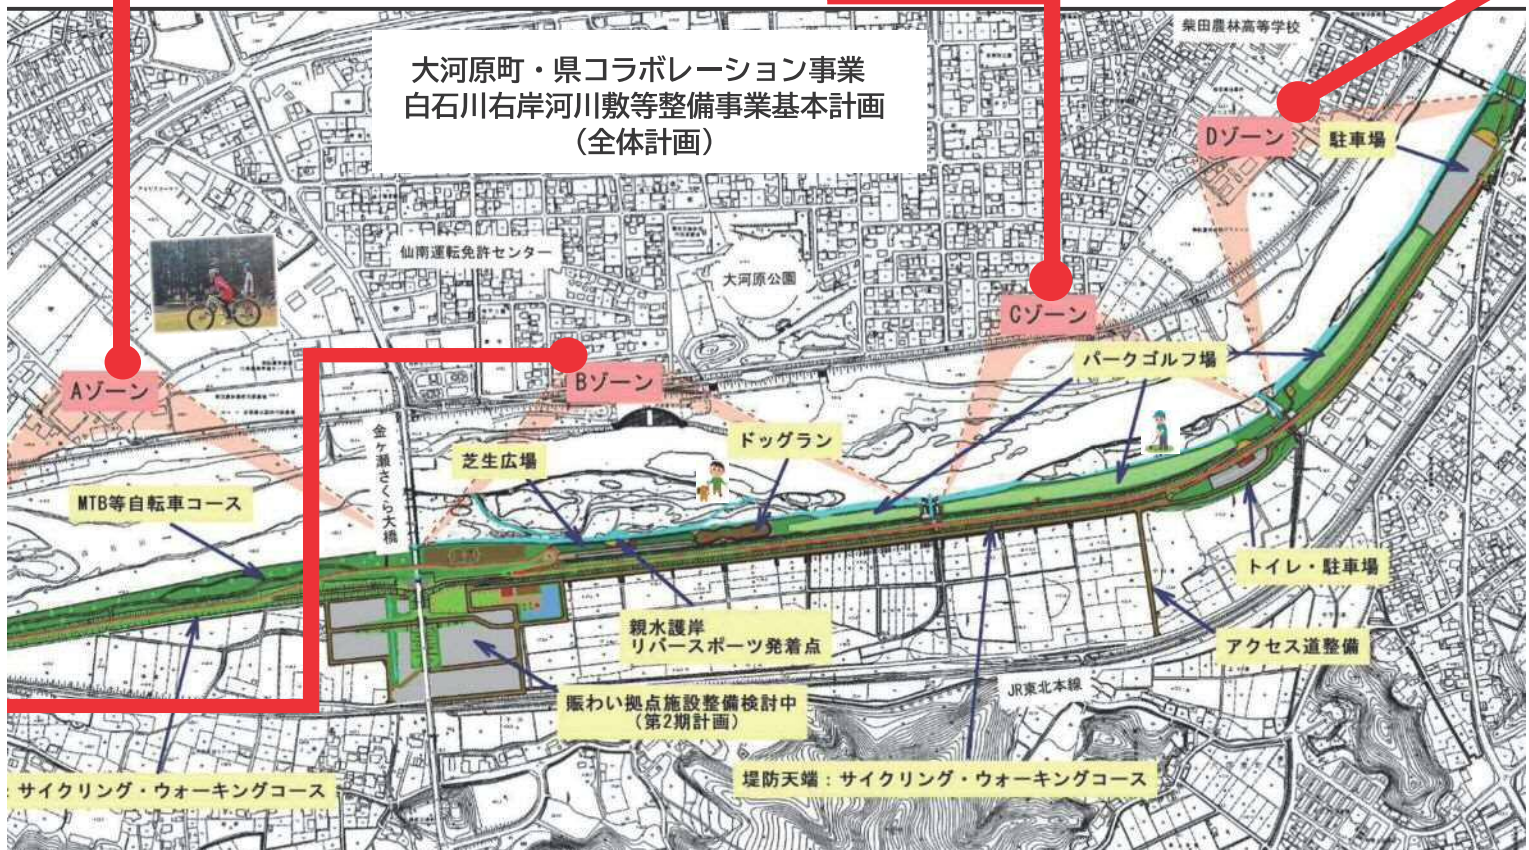 柴田農林高等学校
大河原町・県コラボレーション事業
白石川右岸河川敷等整備事業基本計画
（全体計画）
Dゾーン
駐車場
仙南運転免許センター
大河原公園
Cゾーン
パークゴルフ場
Aゾーン
Bゾーン
金ヶ瀬さくら大橋
芝生広場
ドッグラン
MTB等自転車コース
トイレ・駐車場
親水護岸
リバースポーツ発着点
アクセス道整備
JR東北本線
賑わい拠点施設整備検討中
（第2期計画）
堤防天端：サイクリング・ウォーキングコース
：サイクリング・ウォーキングコース